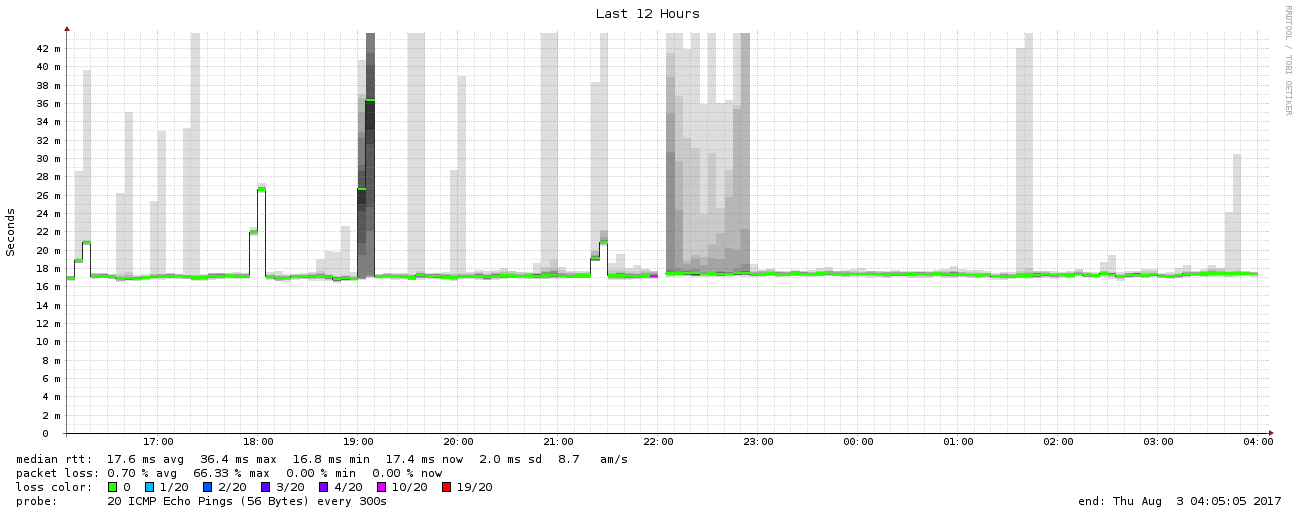 Last 12 Hours
RRDTOOL / TOBI OETIKER
Seconds
42 m
40 m
38 m
36 m
34 m
32 m
30 m
28 m
26 m
24 m
22 m
20 m
18 m
16 m
14 m
12 m
10 m
8 m
6 m
4 m
2 m
0
17:00 18:00 19:00 20:00 21:00 22:00 23:00 00:00 01:00 02:00 03:00 04:00
median rtt: 17.6 ms avg 36.4 ms max 16.8 ms min 17.4 ms now 2.0 ms sd 8.7 am/s
packet loss: 0.70 % avg 66.33 % max 0.00 % min 0.00 % now
loss color: 0 1/20 2/20 3/20 4/20 10/20 19/20
probe: 20 ICMP Echo Pings (56 Bytes) every 300s end: Thu Aug 3 04:05:05 2017